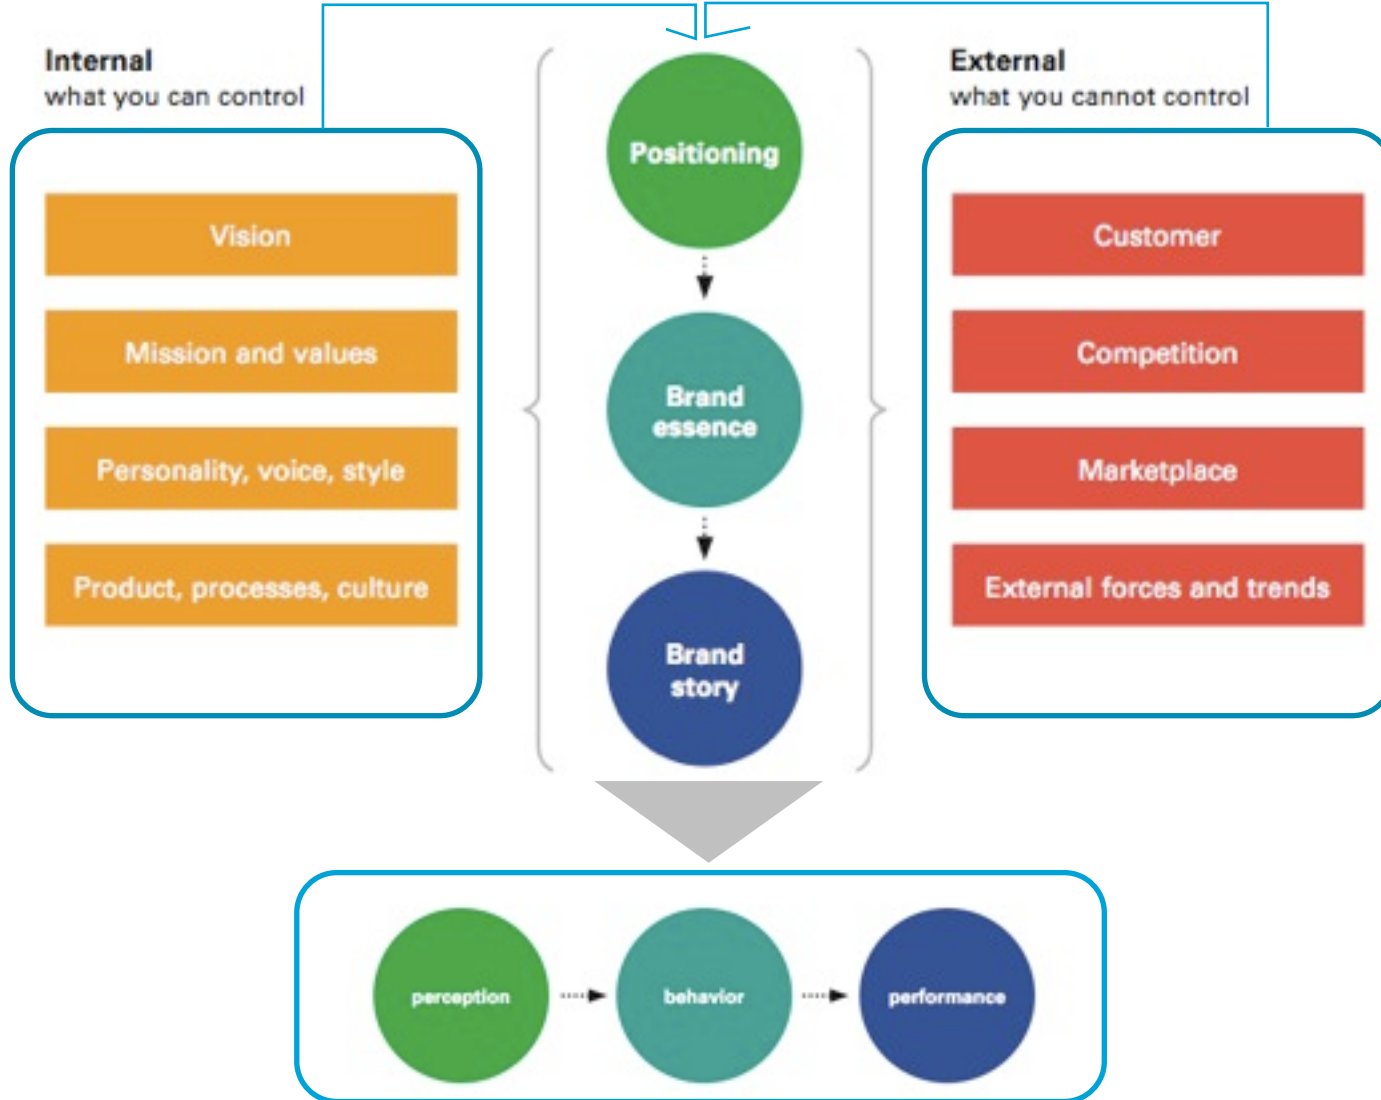 Internal
what you can control
Vision
Mission and values
Personality, voice, style
Product, processes, culture
Positioning
Brand
essence
Brand
story
External
what you cannot control
Customer
Competition
Marketplace
External forces and trends
perception
behavior
performance